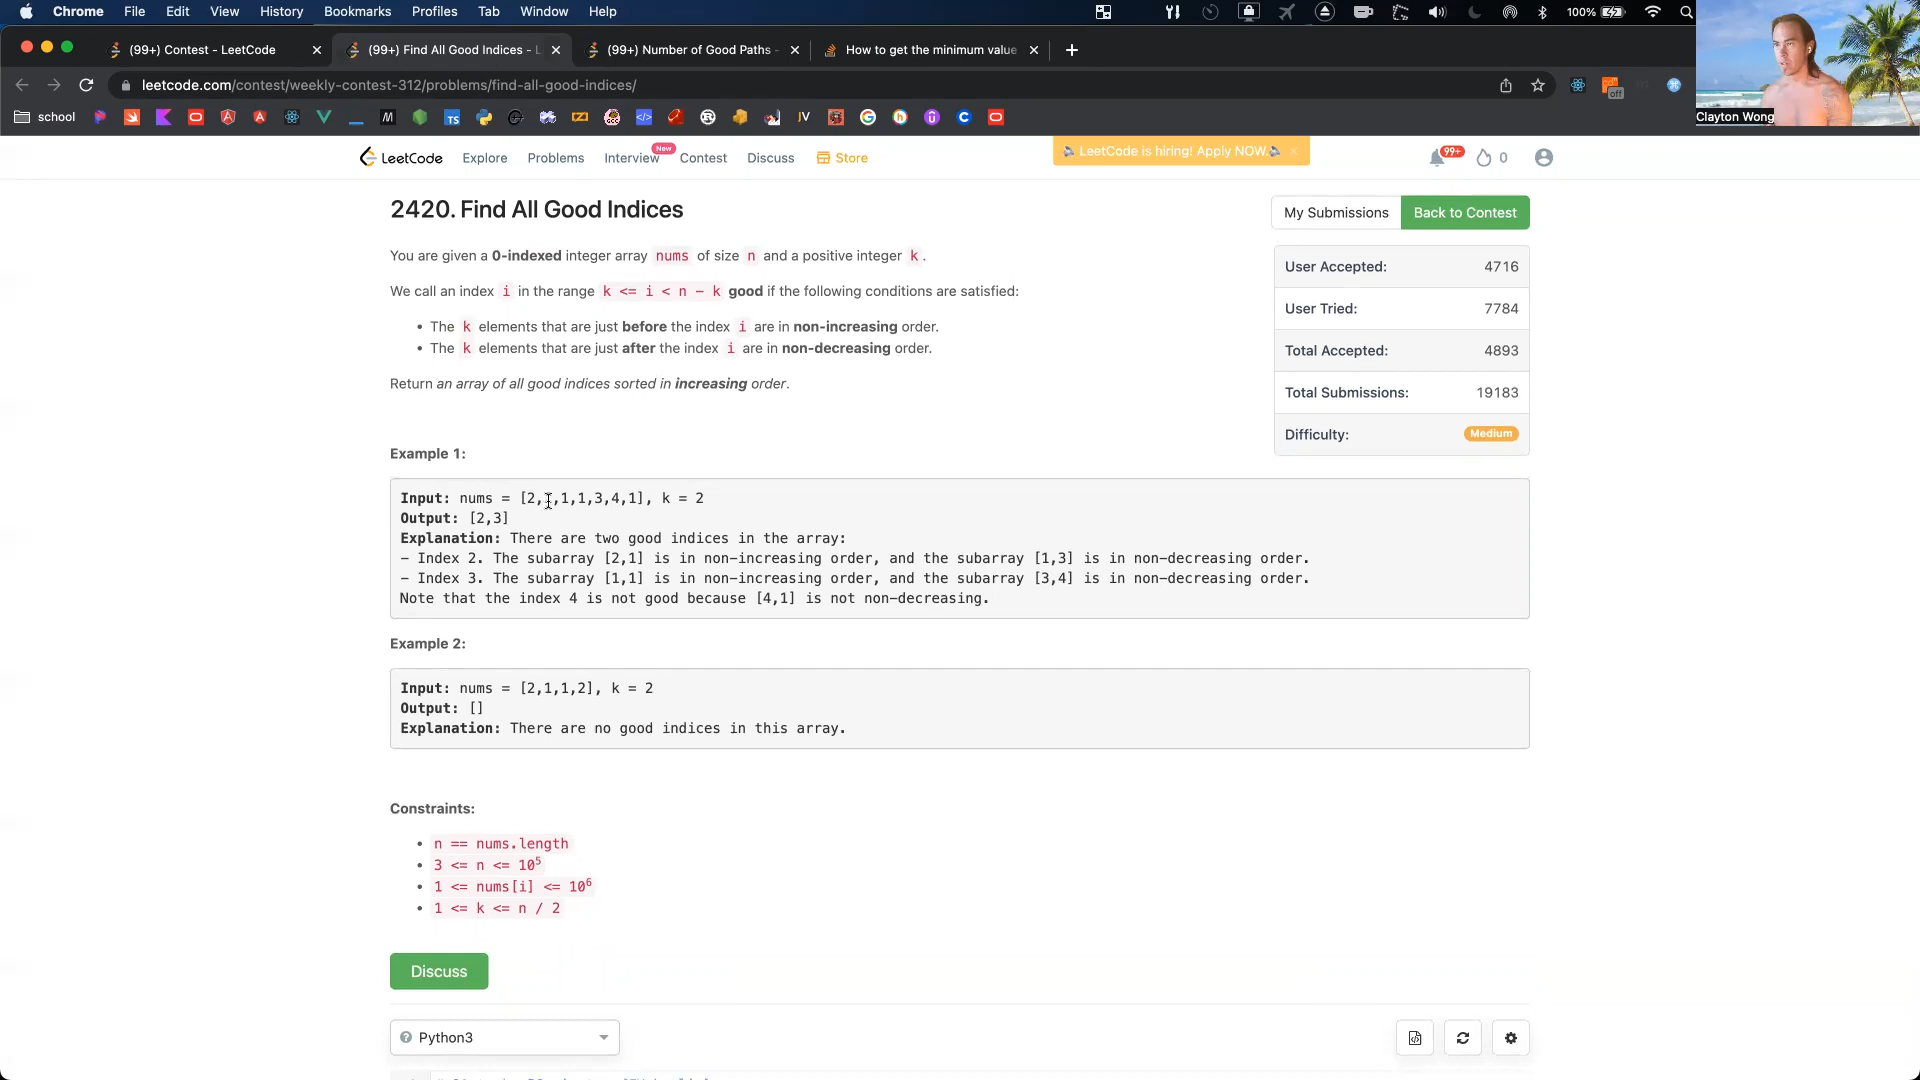 Chrome File Edit View History Bookmarks Profiles Tab Window Help 100%
(99+) Contest - LeetCode (99+) Find All Good Indices - L (99+) Number of Good Paths - How to get the minimum value
leetcode.com/contest/weekly-contest-312/problems/find-all-good-indices/
off
school
Clayton Wong
LeetCode Explore Problems Interview New Contest Discuss Store LeetCode is hiring! Apply NOW. 99+ 0
2420. Find All Good Indices
My Submissions Back to Contest
You are given a 0-indexed integer array nums of size n and a positive integer k.
We call an index i in the range k <= i < n - k good if the following conditions are satisfied:
• The k elements that are just before the index i are in non-increasing order.
• The k elements that are just after the index i are in non-decreasing order.
Return an array of all good indices sorted in increasing order.
User Accepted: 4716
User Tried: 7784
Total Accepted: 4893
Total Submissions: 19183
Difficulty: Medium
Example 1:
Input: nums = [2,1,1,1,3,4,1], k = 2
Output: [2,3]
Explanation: There are two good indices in the array:
- Index 2. The subarray [2,1] is in non-increasing order, and the subarray [1,3] is in non-decreasing order.
- Index 3. The subarray [1,1] is in non-increasing order, and the subarray [3,4] is in non-decreasing order.
Note that the index 4 is not good because [4,1] is not non-decreasing.
Example 2:
Input: nums = [2,1,1,2], k = 2
Output: []
Explanation: There are no good indices in this array.
Constraints:
• n == nums.length
• 3 <= n <= 10⁵
• 1 <= nums[i] <= 10⁶
• 1 <= k <= n / 2
Discuss
Python3